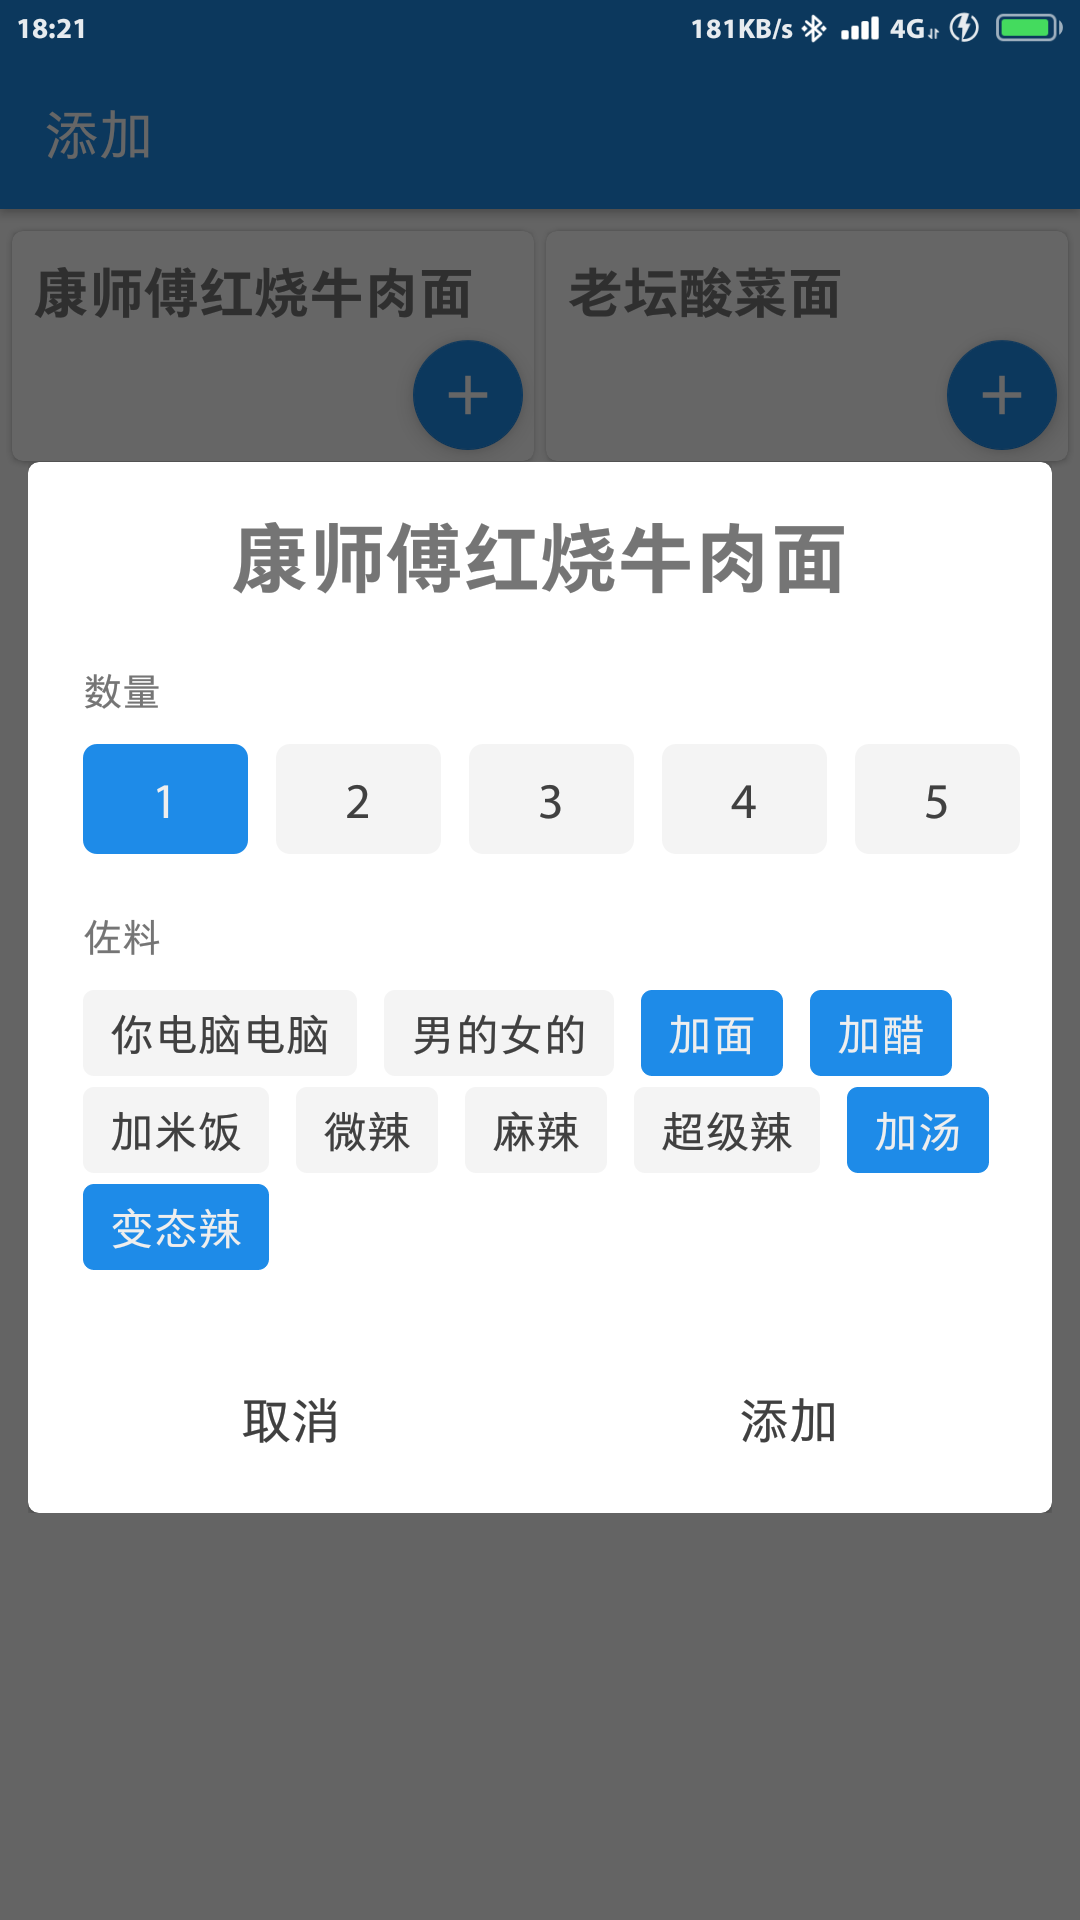 18:21 181KB/s 4G
添加
康师傅红烧牛肉面 老坛酸菜面
康师傅红烧牛肉面
数量
1 2 3 4 5
佐料
你电脑电脑 男的女的 加面 加醋
加米饭 微辣 麻辣 超级辣 加汤
变态辣
取消 添加